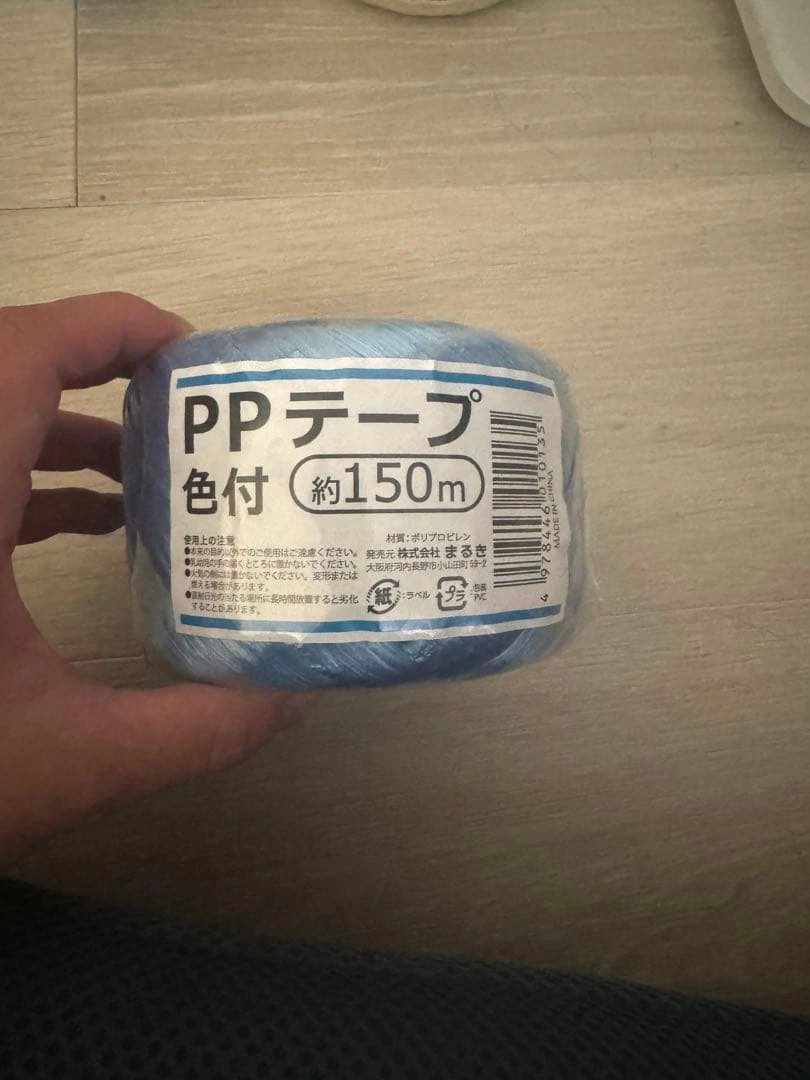 PPテープ
色付 約150m
使用上の注意
●本来の目的以外でのご使用はご遠慮ください。
●乳幼児の手の届くところに置かないでください。
●火気の側には置かないでください。変形または
燃える場合があります。
●直射日光の当たる場所に長時間放置すると劣化
することがあります。
材質：ポリプロピレン
発売元 株式会社 まるき
大阪府河内長野市小山田町59-2
紙 :ラベル プラ :包装 PVC
4 978446 010135
MADE IN CHINA